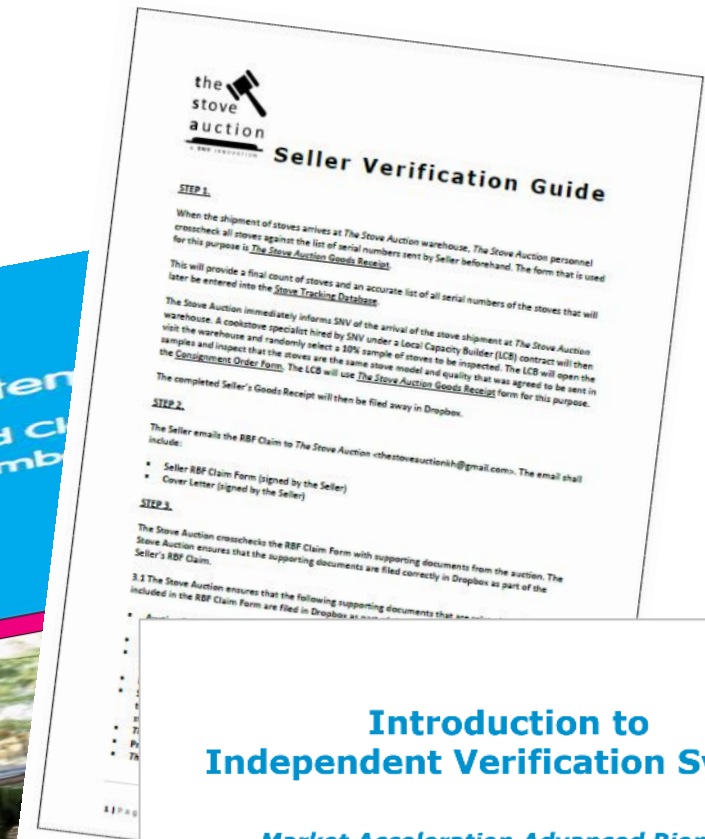 the
stove
auction
A SNV INNOVATION
Seller Verification Guide
STEP 1.
When the shipment of stoves arrives at The Stove Auction warehouse, The Stove Auction personnel
crosscheck all stoves against the list of serial numbers sent by Seller beforehand. The form that is used
for this purpose is The Stove Auction Goods Receipt.
This will provide a final count of stoves and an accurate list of all serial numbers of the stoves that will
later be entered into the Stove Tracking Database.
The Stove Auction immediately informs SNV of the arrival of the stove shipment at The Stove Auction
warehouse. A cookstove specialist hired by SNV under a Local Capacity Builder (LCB) contract will then
visit the warehouse and randomly select a 10% sample of stoves to be inspected. The LCB will open the
samples and inspect that the stoves are the same stove model and quality that was agreed to be sent in
the Consignment Order Form. The LCB will use The Stove Auction Goods Receipt form for this purpose.
The completed Seller's Goods Receipt will then be filed away in Dropbox.
STEP 2.
The Seller emails the RBF Claim to The Stove Auction <thestoveauctionkh@gmail.com>. The email shall
include:
▪ Seller RBF Claim Form (signed by the Seller)
▪ Cover Letter (signed by the Seller)
STEP 3.
The Stove Auction crosschecks the RBF Claim Form with supporting documents from the auction. The
Stove Auction ensures that the supporting documents are filed correctly in Dropbox as part of the
Seller's RBF Claim.
3.1 The Stove Auction ensures that the following supporting documents that are
included in the RBF Claim Form are filed in Dropbox as part
1 | Pag
ten
d Cl
mb
Introduction to
Independent Verification Sy